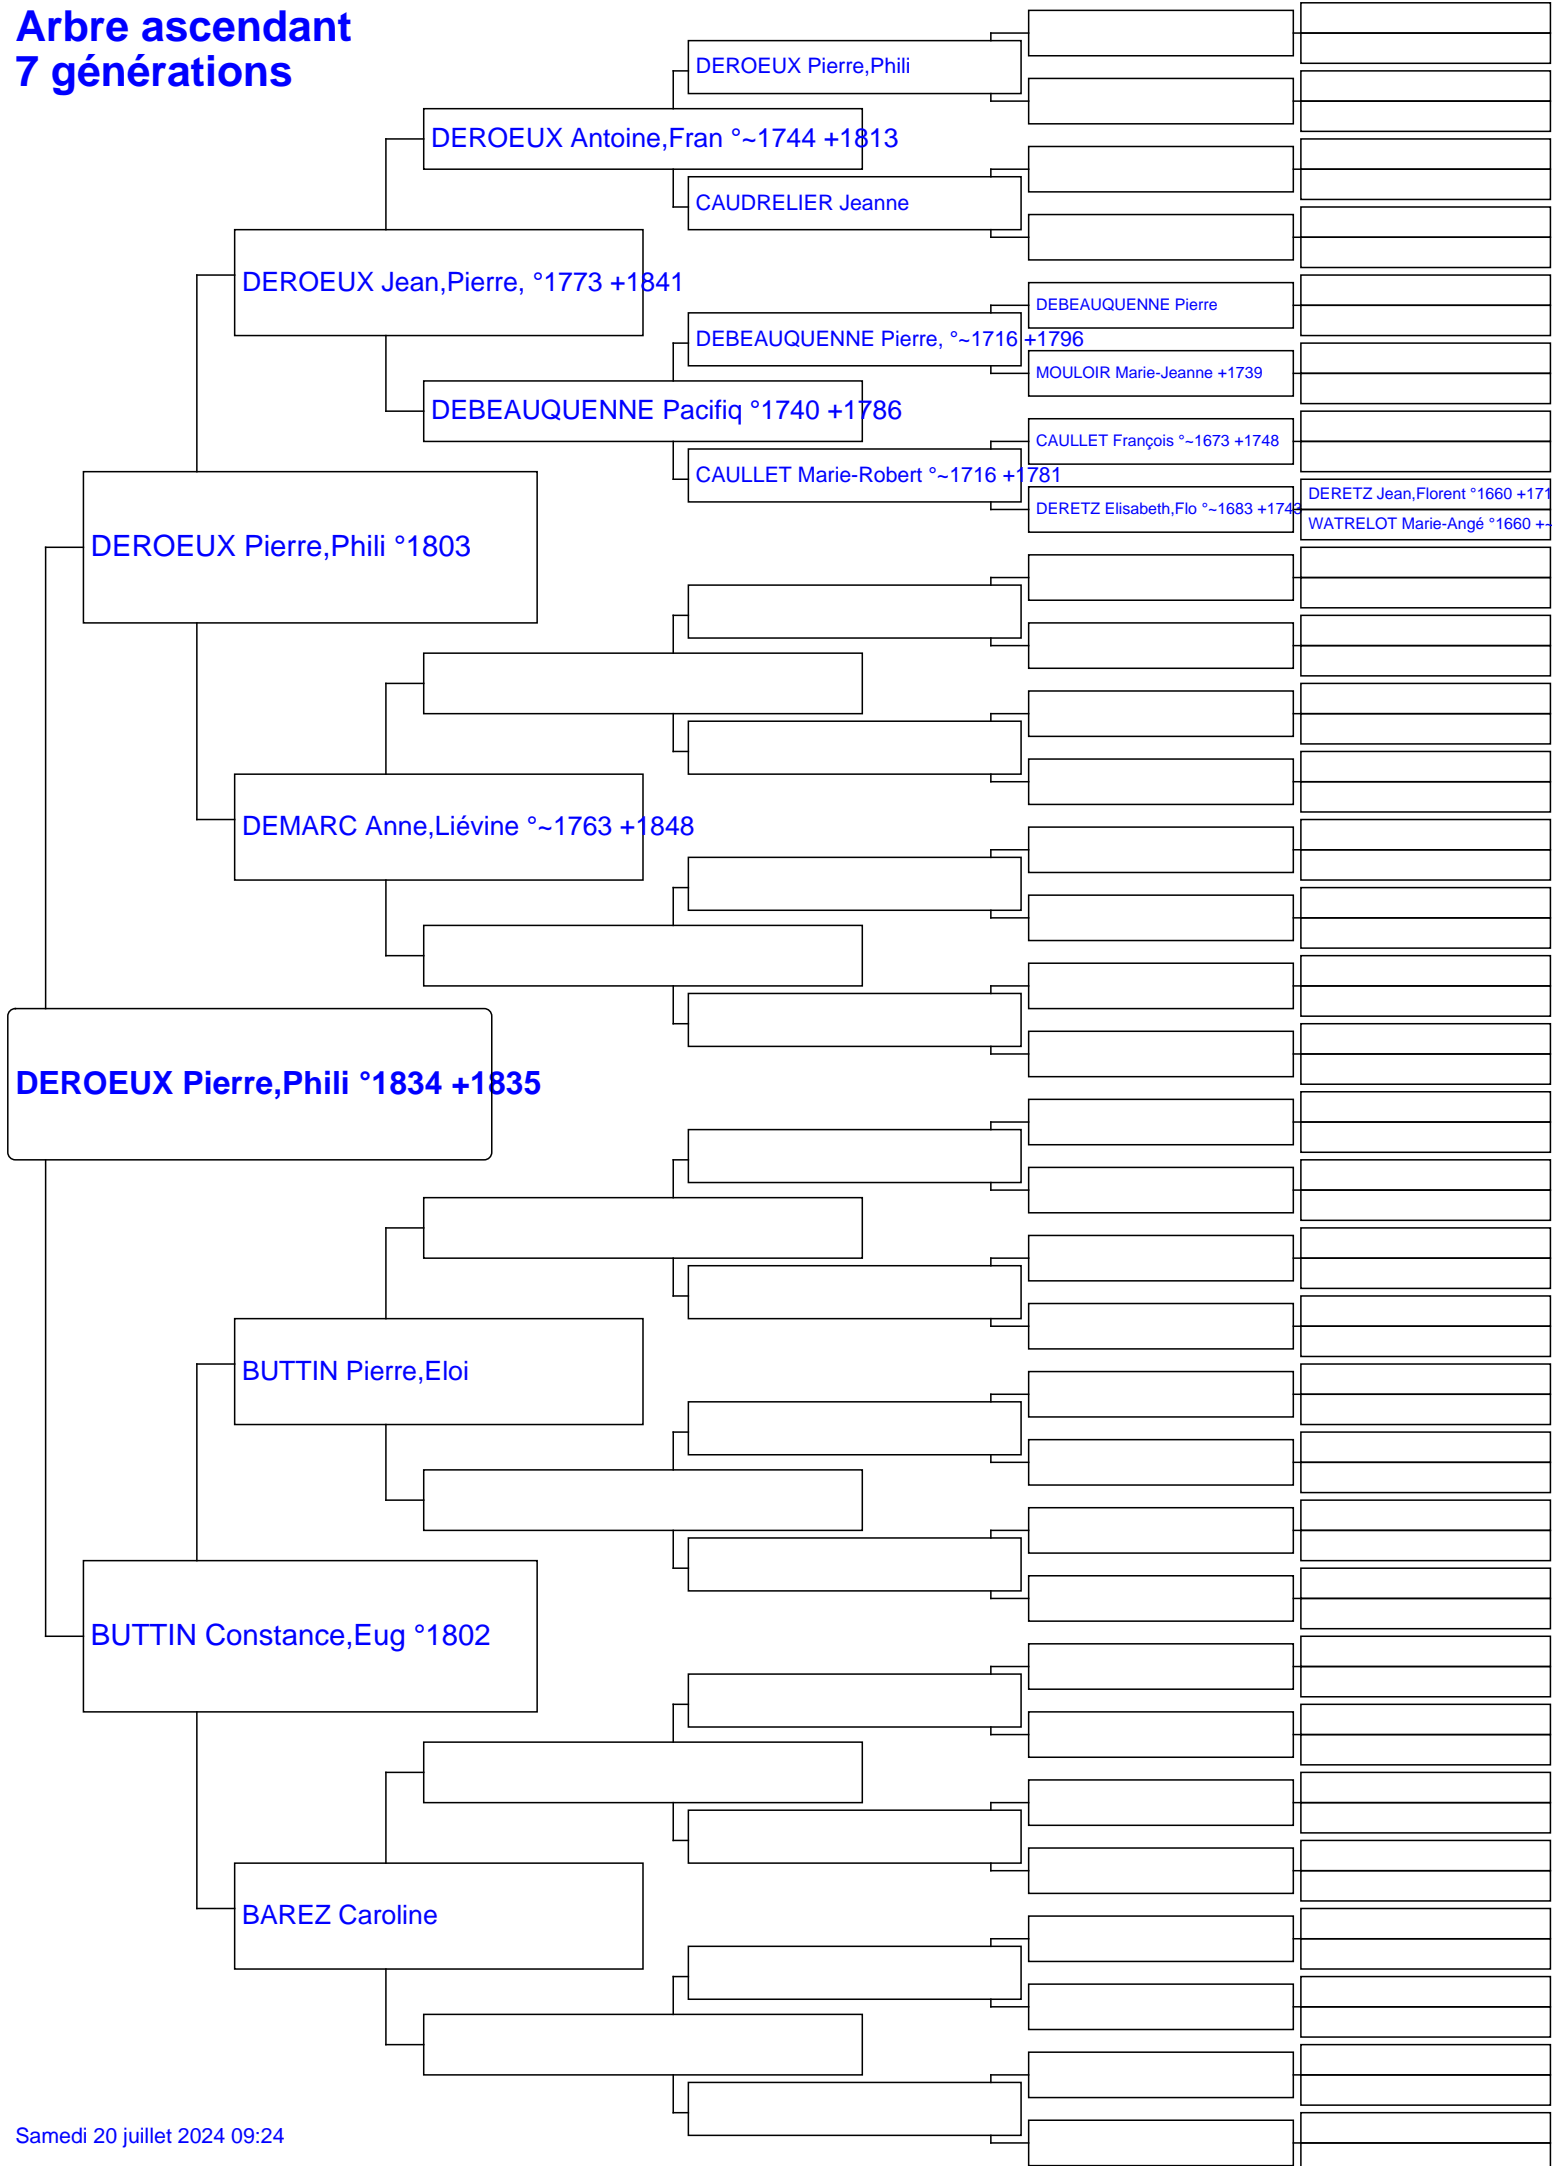 Arbre ascendant
7 générations
DEROEUX Pierre,Phili
DEROEUX Antoine,Fran °~1744 +1813
CAUDRELIER Jeanne
DEROEUX Jean,Pierre, °1773 +1841
DEBEAUQUENNE Pierre
DEBEAUQUENNE Pierre, °~1716 +1796
MOULOIR Marie-Jeanne +1739
DEBEAUQUENNE Pacifiq °1740 +1786
CAULLET François °~1673 +1748
CAULLET Marie-Robert °~1716 +1781
DERETZ Jean,Florent °1660 +171
DERETZ Elisabeth,Flo °~1683 +1743
WATRELOT Marie-Angé °1660 +~
DEROEUX Pierre,Phili °1803
DEMARC Anne,Liévine °~1763 +1848
DEROEUX Pierre,Phili °1834 +1835
BUTTIN Pierre,Eloi
BUTTIN Constance,Eug °1802
BAREZ Caroline
Samedi 20 juillet 2024 09:24